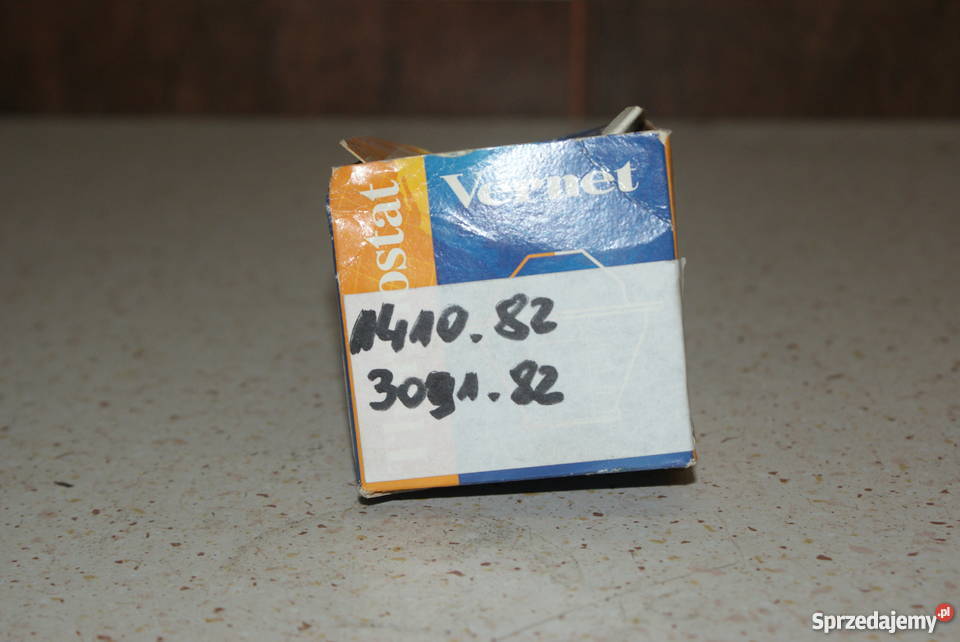 Vernet
ostat
1410.82
3091.82
Sprzedajemy.pl